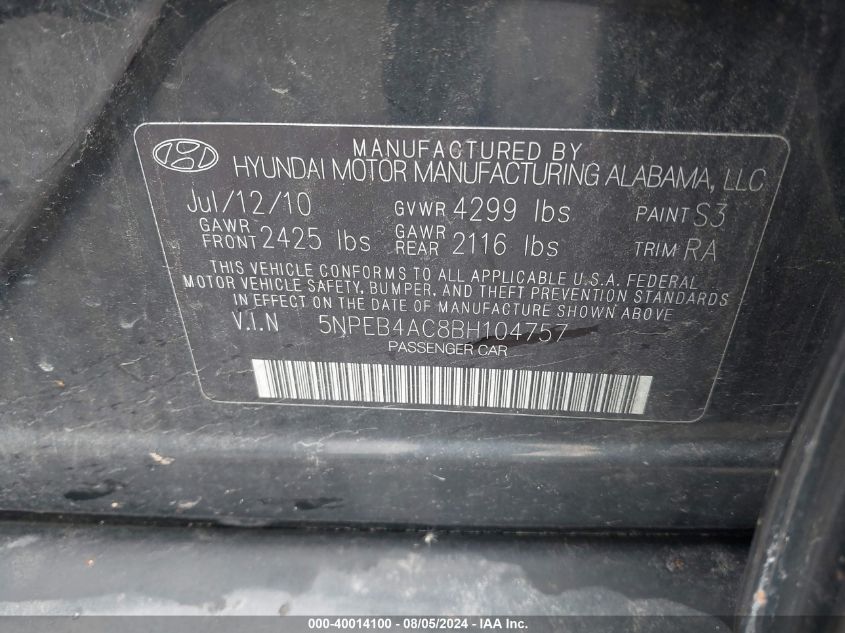 MANUFACTURED BY
HYUNDAI MOTOR MANUFACTURING ALABAMA, LLC
Jul/12/10 GVWR 4299 lbs PAINT S3
GAWR FRONT 2425 lbs GAWR REAR 2116 lbs TRIM RA
THIS VEHICLE CONFORMS TO ALL APPLICABLE U.S.A. FEDERAL
MOTOR VEHICLE SAFETY, BUMPER, AND THEFT PREVENTION STANDARDS
IN EFFECT ON THE DATE OF MANUFACTURE SHOWN ABOVE
V.I.N 5NPEB4AC8BH104757
PASSENGER CAR
000-40014100 - 08/05/2024 - IAA Inc.